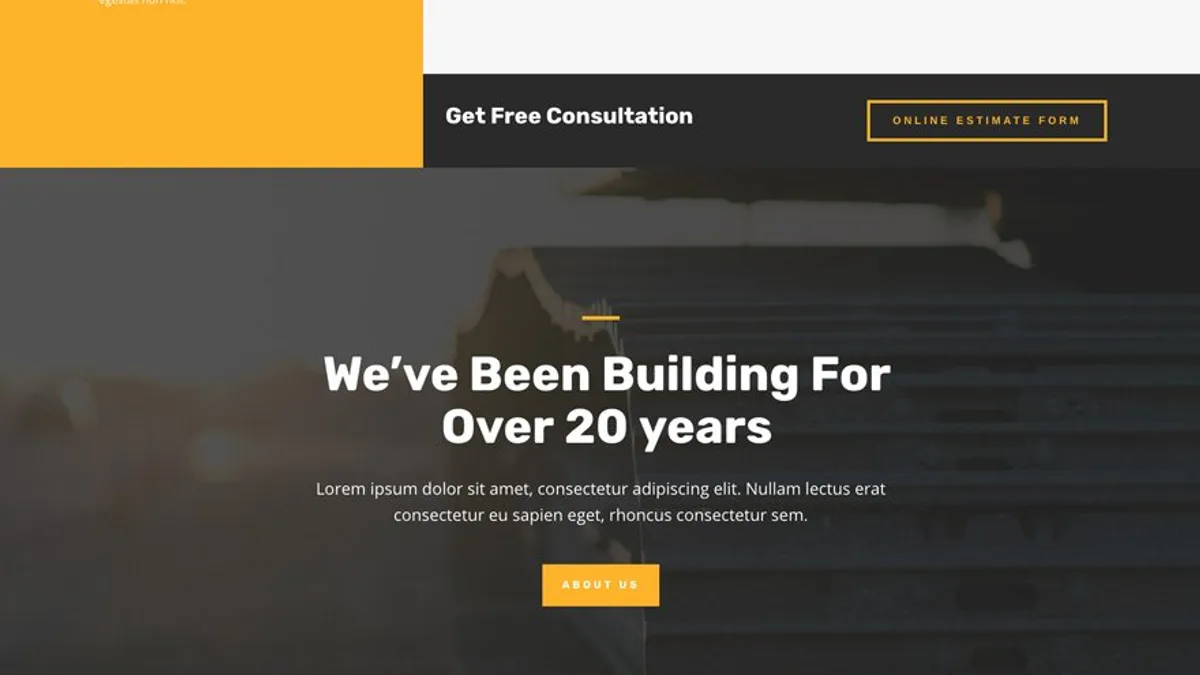 Get Free Consultation
ONLINE ESTIMATE FORM
We’ve Been Building For
Over 20 years
Lorem ipsum dolor sit amet, consectetur adipiscing elit. Nullam lectus erat
consectetur eu sapien eget, rhoncus consectetur sem.
ABOUT US